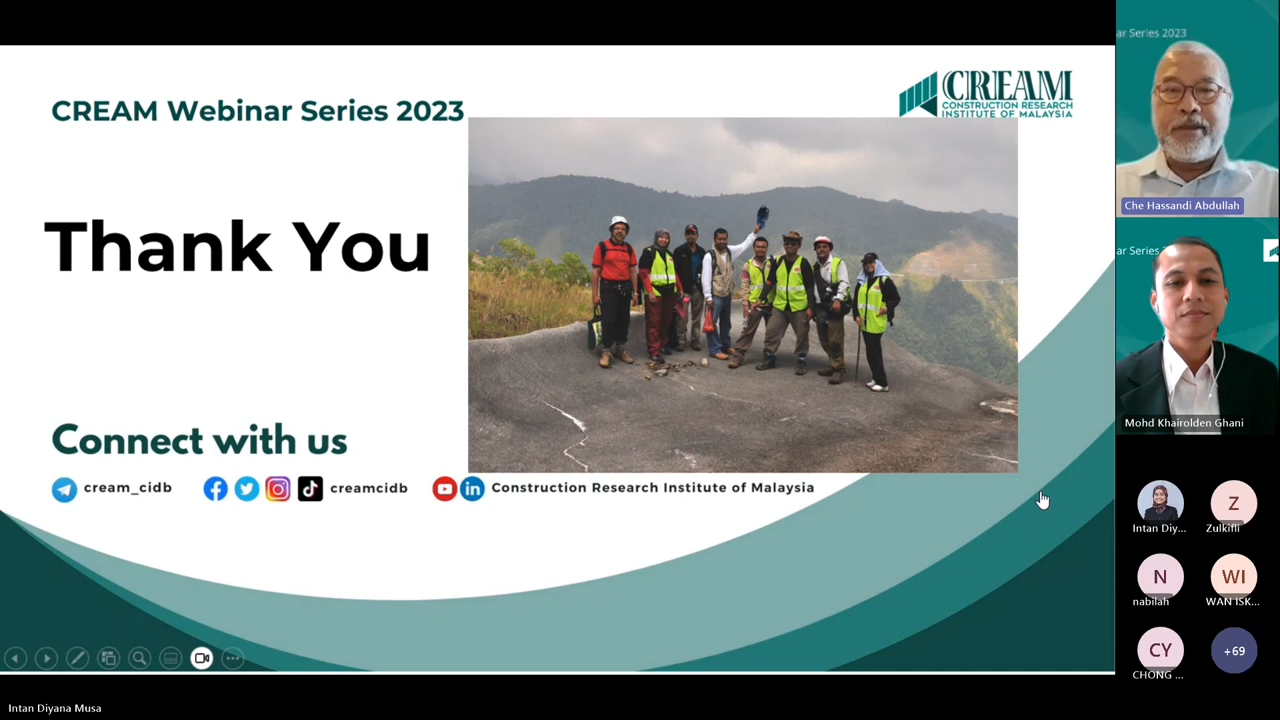 CREAM Webinar Series 2023
CREAM
CONSTRUCTION RESEARCH
INSTITUTE OF MALAYSIA
Thank You
Connect with us
cream_cidb
creamcidb
Construction Research Institute of Malaysia
ar Series 2023
Che Hassandi Abdullah
ar Series 2
Mohd Khairolden Ghani
Intan Diy...
Z
Zulkifli
N
nabilah
WI
WAN ISK...
CY
CHONG ...
+69
Intan Diyana Musa